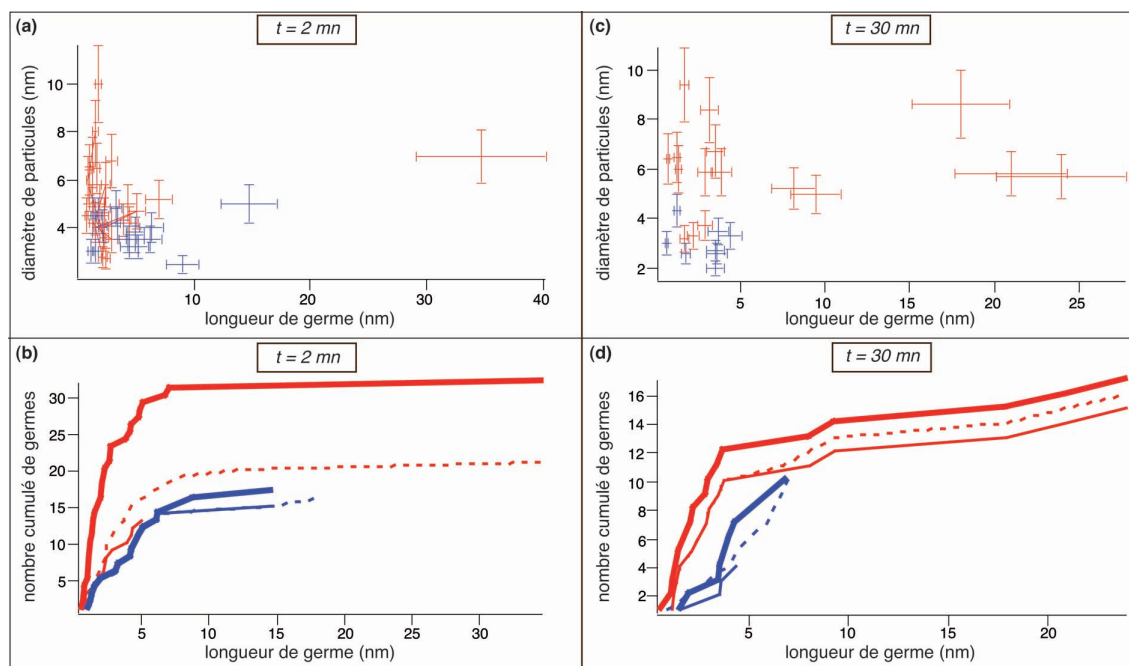 (a)
t = 2 mn
diamètre de particules (nm)
10
8
6
4
10
20
30
40
longueur de germe (nm)
(c)
t = 30 mn
diamètre de particules (nm)
10
8
6
4
2
5
10
15
20
25
longueur de germe (nm)
(b)
t = 2 mn
nombre cumulé de germes
30
25
20
15
10
5
5
10
15
20
25
30
longueur de germe (nm)
(d)
t = 30 mn
nombre cumulé de germes
16
14
12
10
8
6
4
2
5
10
15
20
longueur de germe (nm)